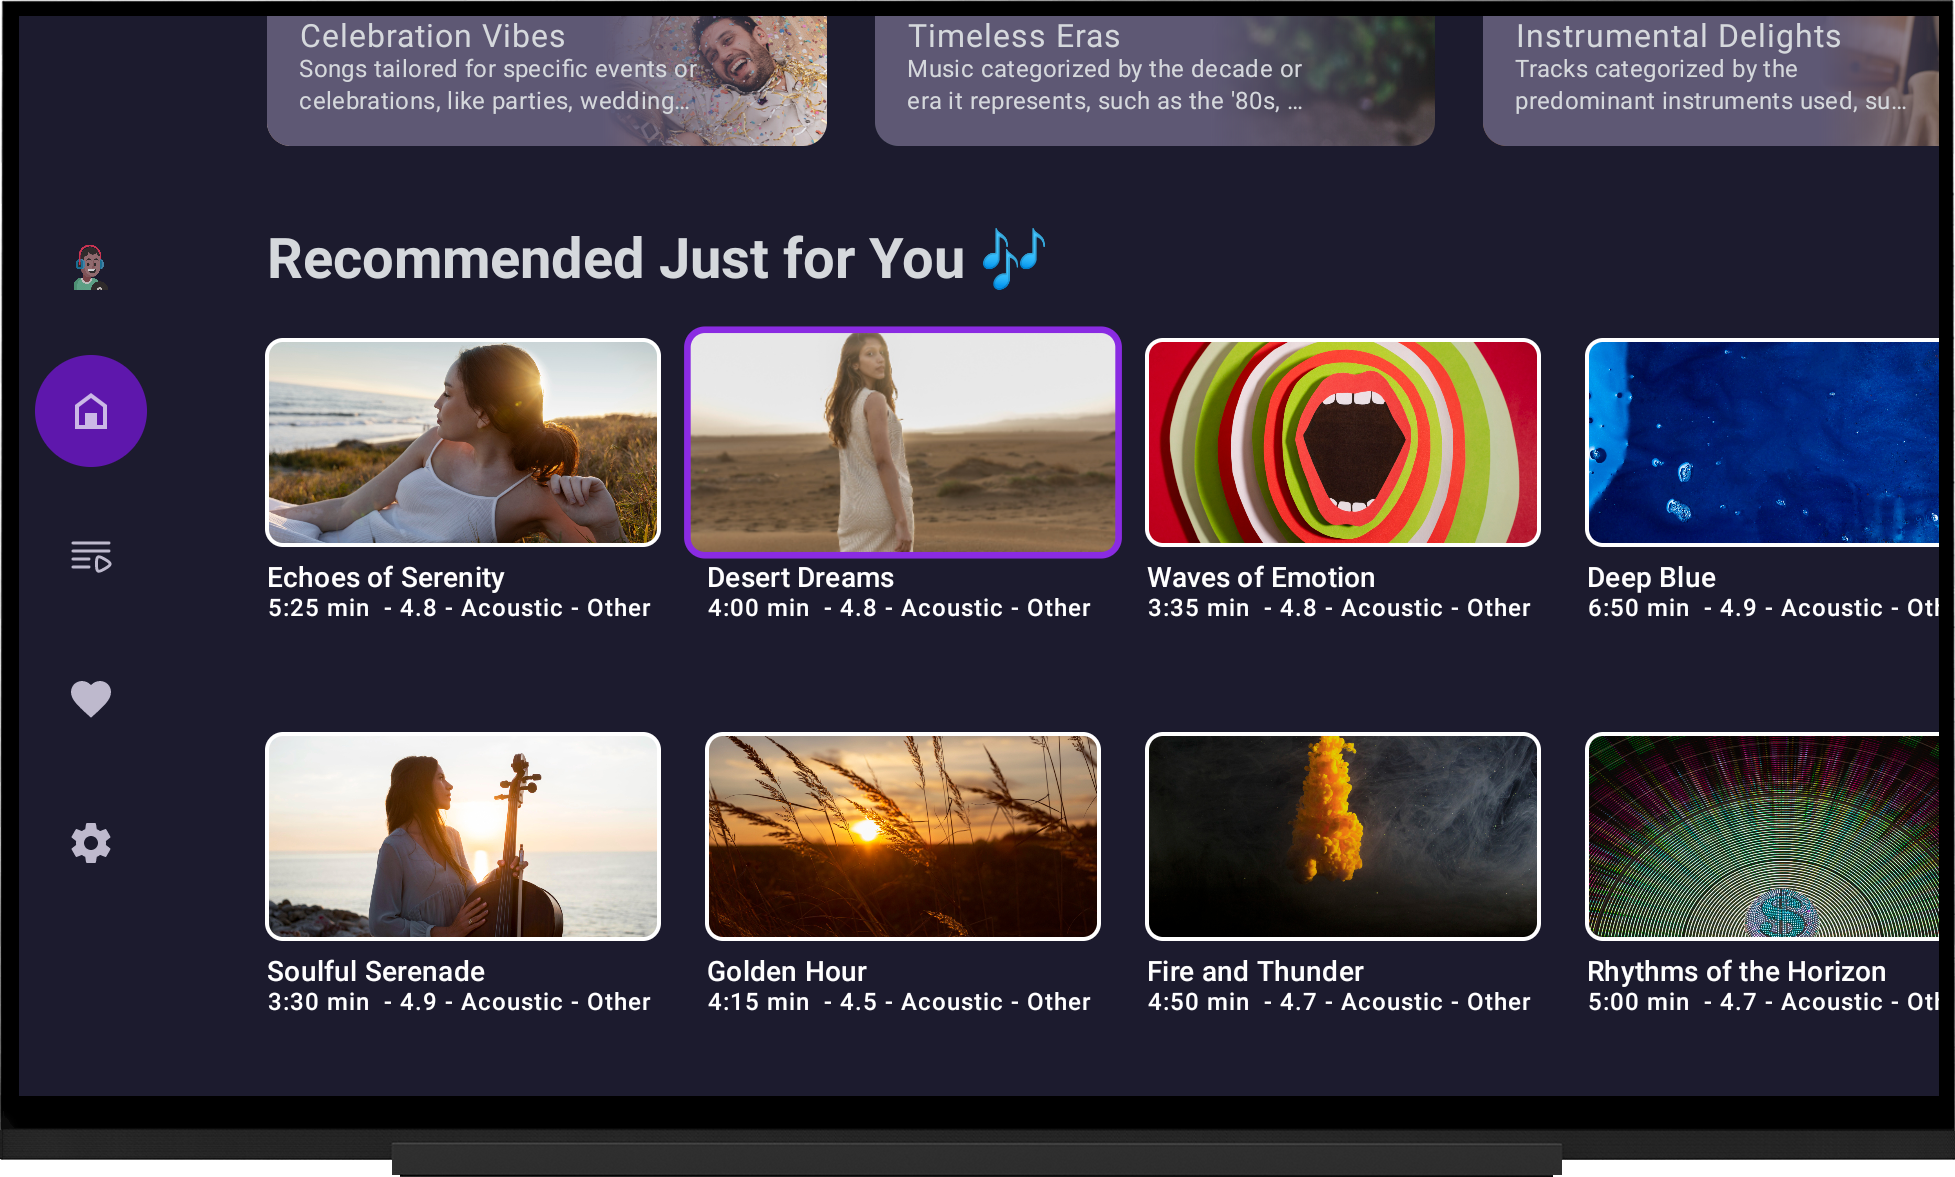 Celebration Vibes
Songs tailored for specific events or
celebrations, like parties, wedding...
Timeless Eras
Music categorized by the decade or
era it represents, such as the '80s, ...
Instrumental Delights
Tracks categorized by the
predominant instruments used, su...
Recommended Just for You 🎶
Echoes of Serenity
5:25 min - 4.8 - Acoustic - Other
Desert Dreams
4:00 min - 4.8 - Acoustic - Other
Waves of Emotion
3:35 min - 4.8 - Acoustic - Other
Deep Blue
6:50 min - 4.9 - Acoustic - Oth
Soulful Serenade
3:30 min - 4.9 - Acoustic - Other
Golden Hour
4:15 min - 4.5 - Acoustic - Other
Fire and Thunder
4:50 min - 4.7 - Acoustic - Other
$
Rhythms of the Horizon
5:00 min - 4.7 - Acoustic - Oth